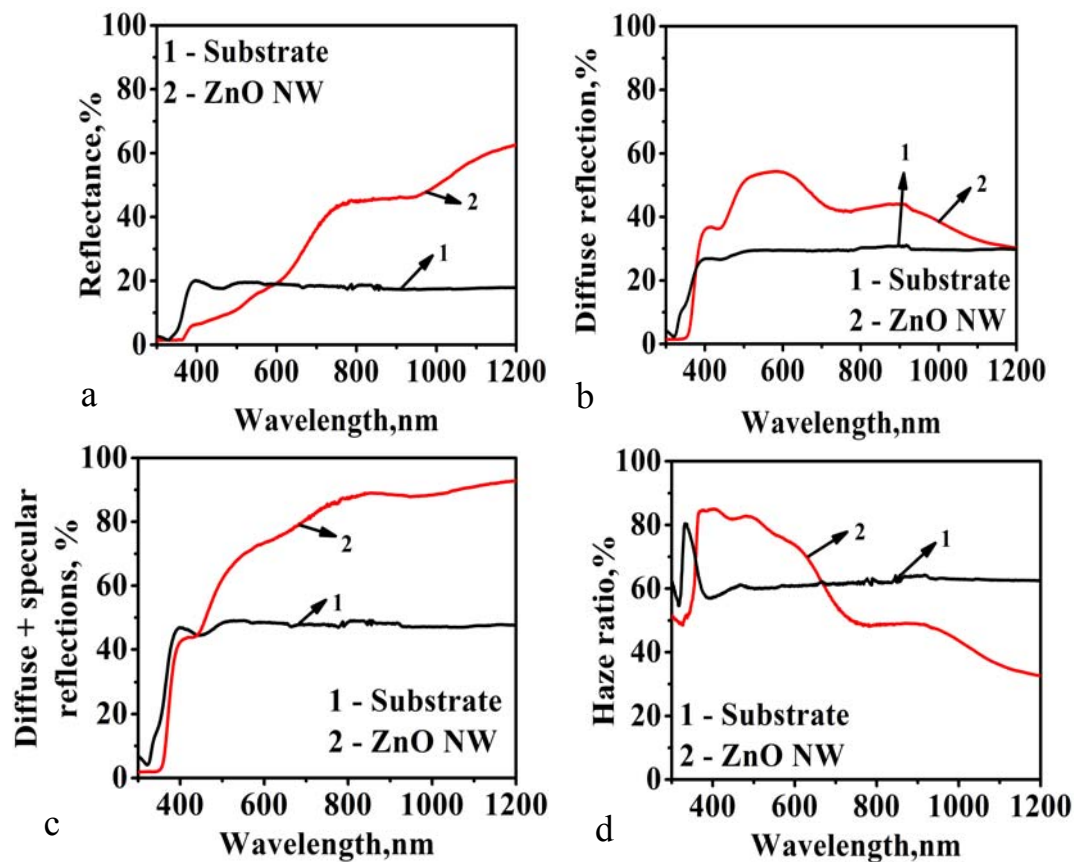 100
80
60
40
20
0
Reflectance,%
1 - Substrate
2 - ZnO NW
2
1
400 600 800 1000 1200
Wavelength,nm
a
100
80
60
40
20
0
Diffuse reflection,%
1
2
1 - Substrate
2 - ZnO NW
400 600 800 1000 1200
Wavelength,nm
b
100
80
60
40
20
0
Diffuse + specular
reflections, %
2
1
1 - Substrate
2 - ZnO NW
400 600 800 1000 1200
Wavelength,nm
c
100
80
60
40
20
0
Haze ratio,%
2
1
1 - Substrate
2 - ZnO NW
400 600 800 1000 1200
Wavelength,nm
d